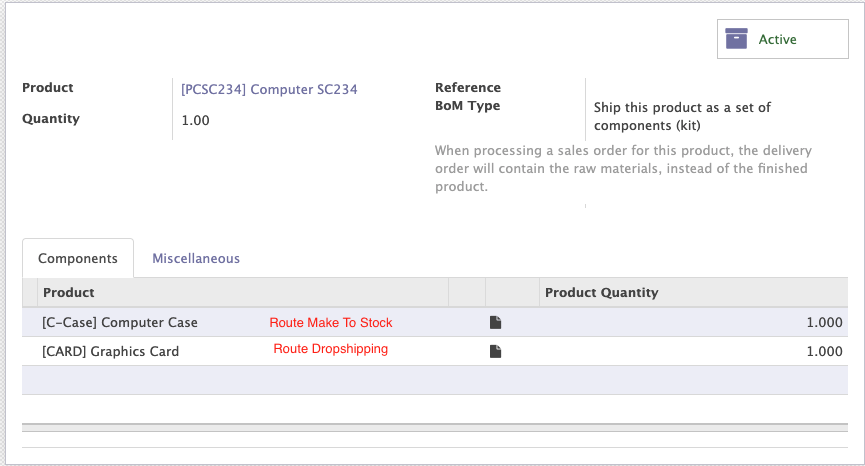 Active
Product [PCSC234] Computer SC234
Quantity 1.00
Reference
BoM Type Ship this product as a set of
components (kit)
When processing a sales order for this product, the delivery
order will contain the raw materials, instead of the finished
product.
Components Miscellaneous
Product Product Quantity
[C-Case] Computer Case Route Make To Stock 1.000
[CARD] Graphics Card Route Dropshipping 1.000